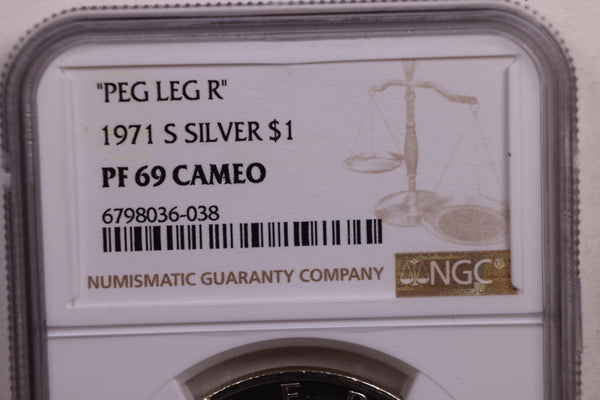 "PEG LEG R"
1971 S SILVER $1
PF 69 CAMEO
6798036-038
NUMISMATIC GUARANTY COMPANY
NGC®